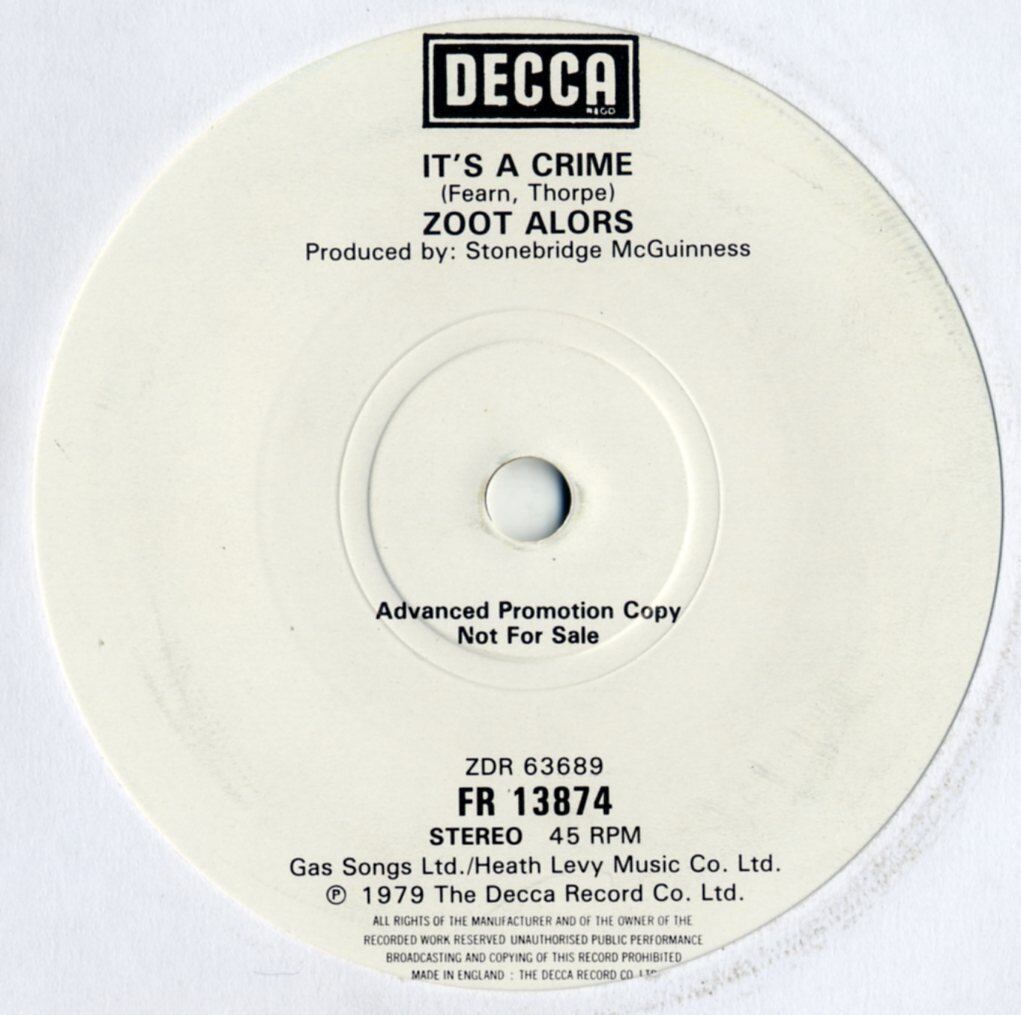 DECCA
REGD
IT'S A CRIME
(Fearn, Thorpe)
ZOOT ALORS
Produced by: Stonebridge McGuinness
Advanced Promotion Copy
Not For Sale
ZDR 63689
FR 13874
STEREO 45 RPM
Gas Songs Ltd./Heath Levy Music Co. Ltd.
℗ 1979 The Decca Record Co. Ltd.
ALL RIGHTS OF THE MANUFACTURER AND OF THE OWNER OF THE
RECORDED WORK RESERVED UNAUTHORISED PUBLIC PERFORMANCE
BROADCASTING AND COPYING OF THIS RECORD PROHIBITED
MADE IN ENGLAND : THE DECCA RECORD CO. LTD.